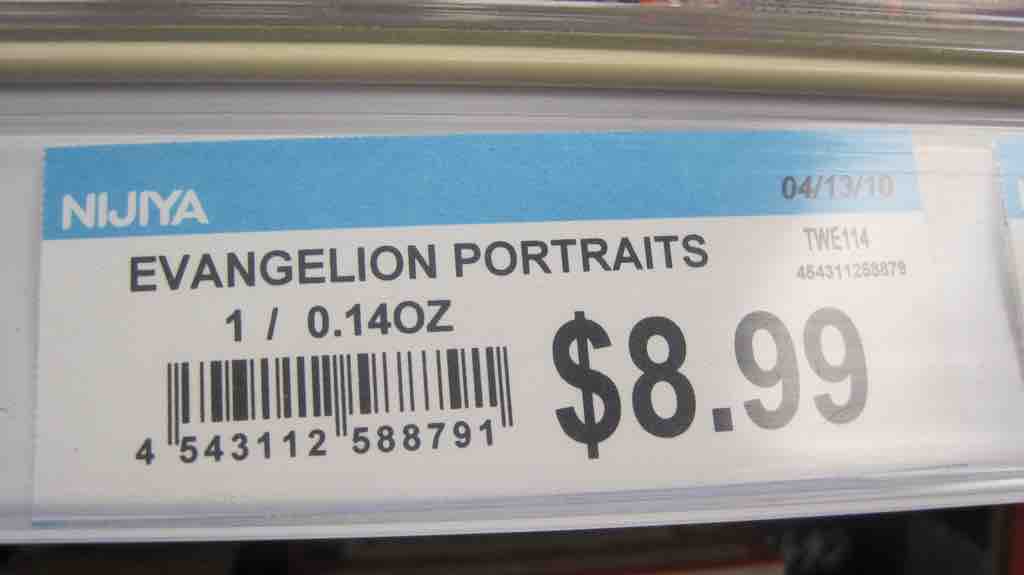 NIJIYA
04/13/10
EVANGELION PORTRAITS
TWE114
1 / 0.14OZ
$8.99
4 543112 588791